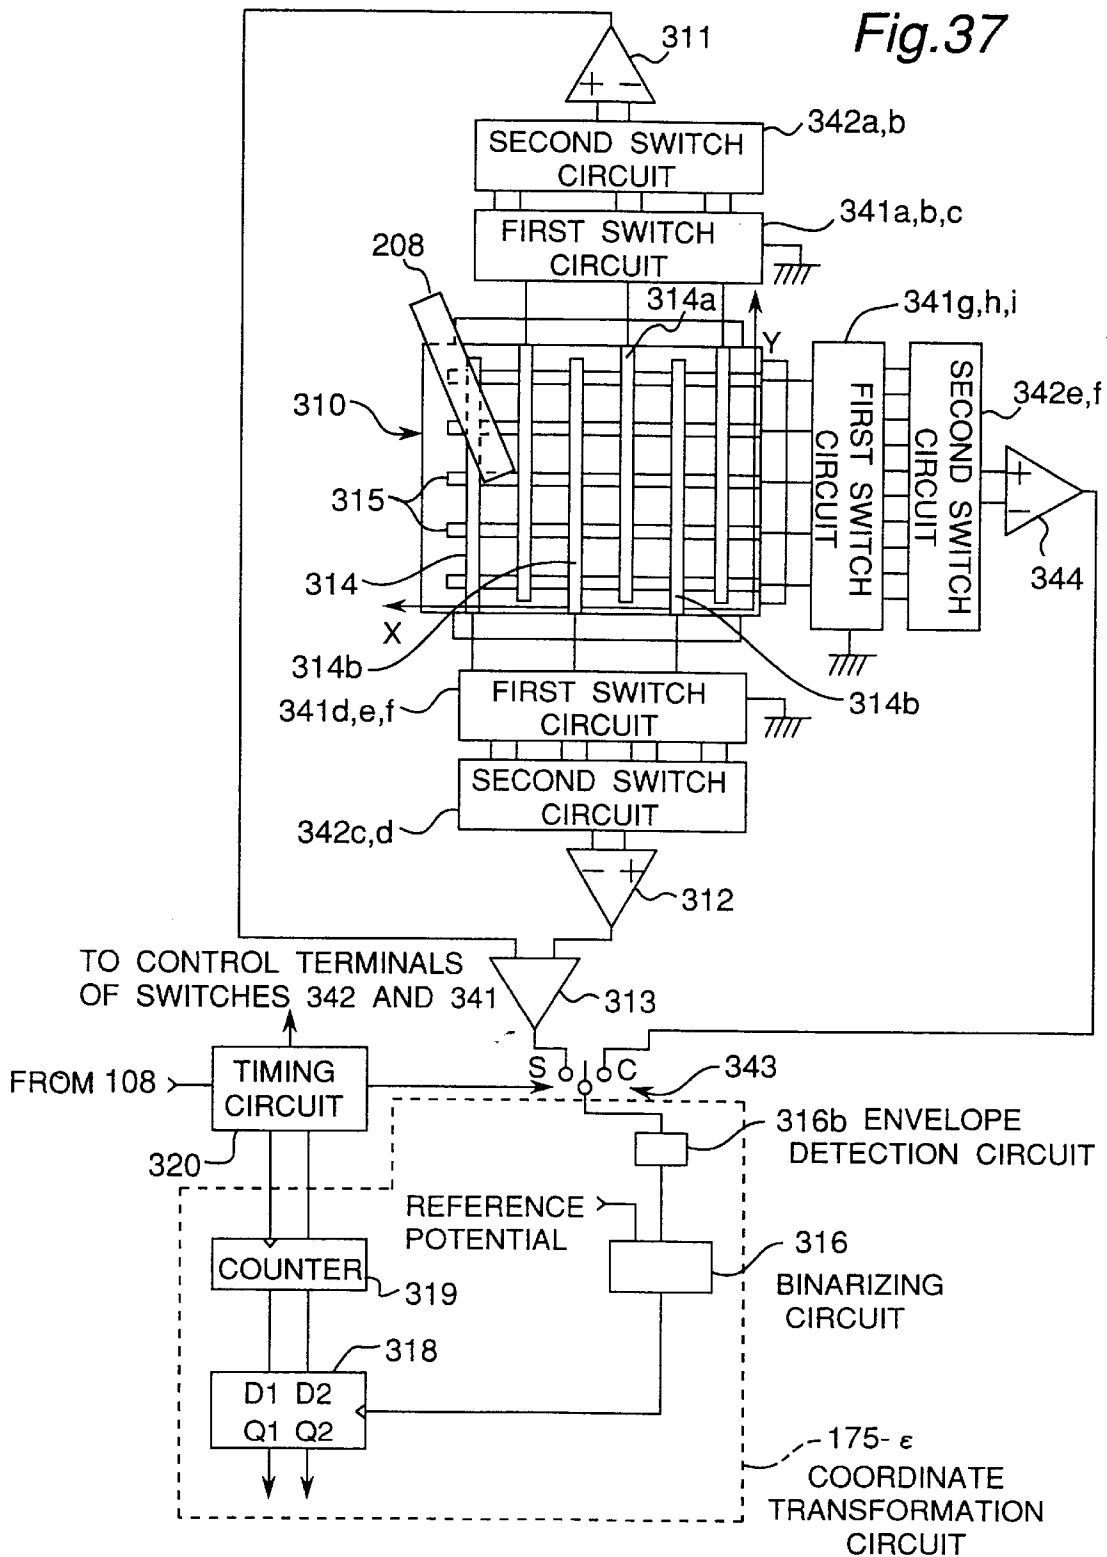 Fig.37
311
+ −
342a,b
SECOND SWITCH
CIRCUIT
341a,b,c
FIRST SWITCH
CIRCUIT
208
314a
Y
341g,h,i
310
FIRST SWITCH
CIRCUIT
SECOND SWITCH
CIRCUIT
342e,f
+
−
344
315
314
X
314b
314b
341d,e,f
FIRST SWITCH
CIRCUIT
SECOND SWITCH
CIRCUIT
342c,d
− +
312
TO CONTROL TERMINALS
OF SWITCHES 342 AND 341
313
S
C
343
FROM 108
TIMING
CIRCUIT
320
316b ENVELOPE
DETECTION CIRCUIT
REFERENCE
POTENTIAL
316
BINARIZING
CIRCUIT
COUNTER
319
318
D1 D2
Q1 Q2
175- ε
COORDINATE
TRANSFORMATION
CIRCUIT